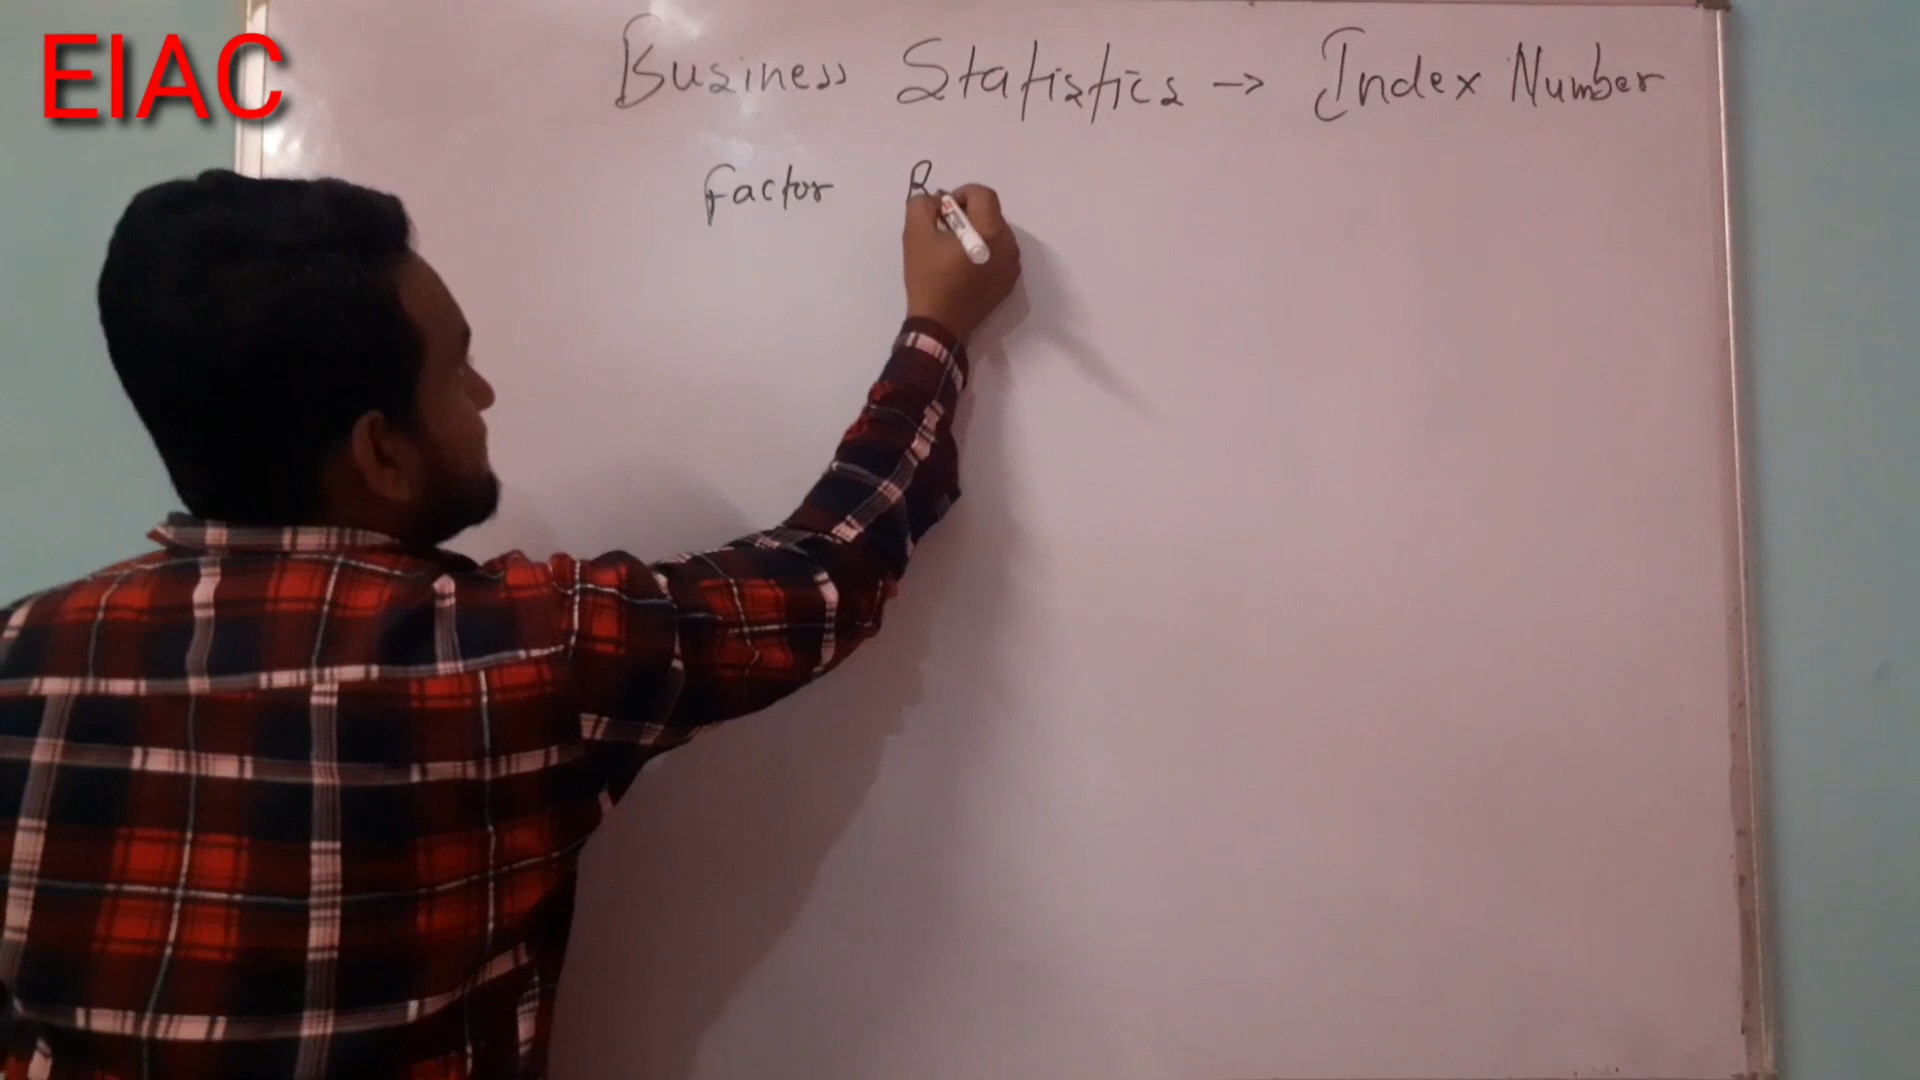 EIAC
Business Statistics → Index Number
Factor R